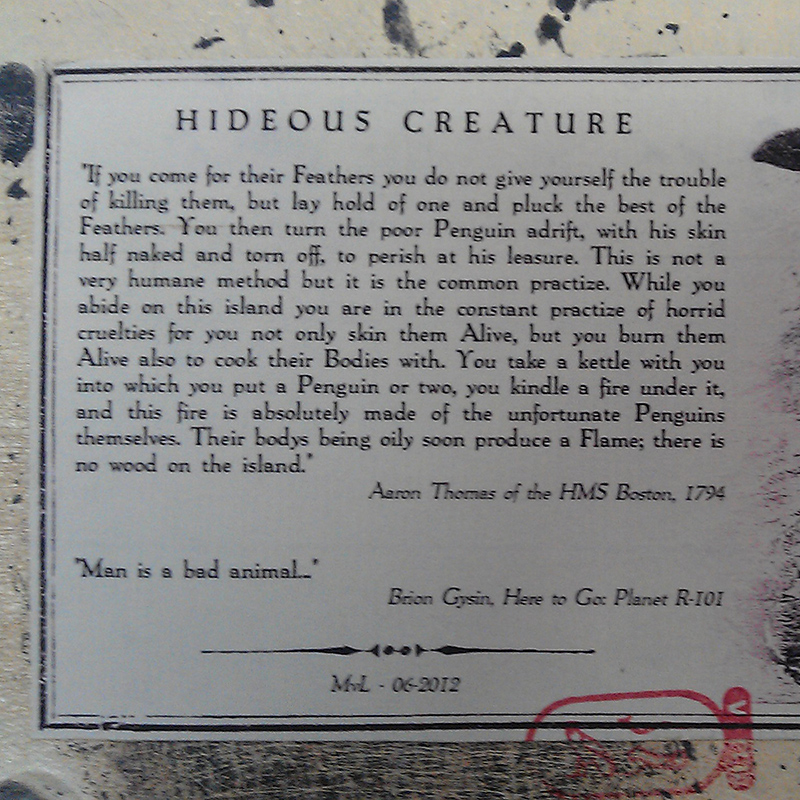 HIDEOUS CREATURE
"If you come for their Feathers you do not give yourself the trouble
of killing them, but lay hold of one and pluck the best of the
Feathers. You then turn the poor Penguin adrift, with his skin
half naked and torn off, to perish at his leasure. This is not a
very humane method but it is the common practize. While you
abide on this island you are in the constant practize of horrid
cruelties for you not only skin them Alive, but you burn them
Alive also to cook their Bodies with. You take a kettle with you
into which you put a Penguin or two, you kindle a fire under it,
and this fire is absolutely made of the unfortunate Penguins
themselves. Their bodys being oily soon produce a Flame; there is
no wood on the island."
Aaron Thomas of the HMS Boston, 1794
"Man is a bad animal..."
Brion Gysin, Here to Go: Planet R-101
MvL - 06-2012